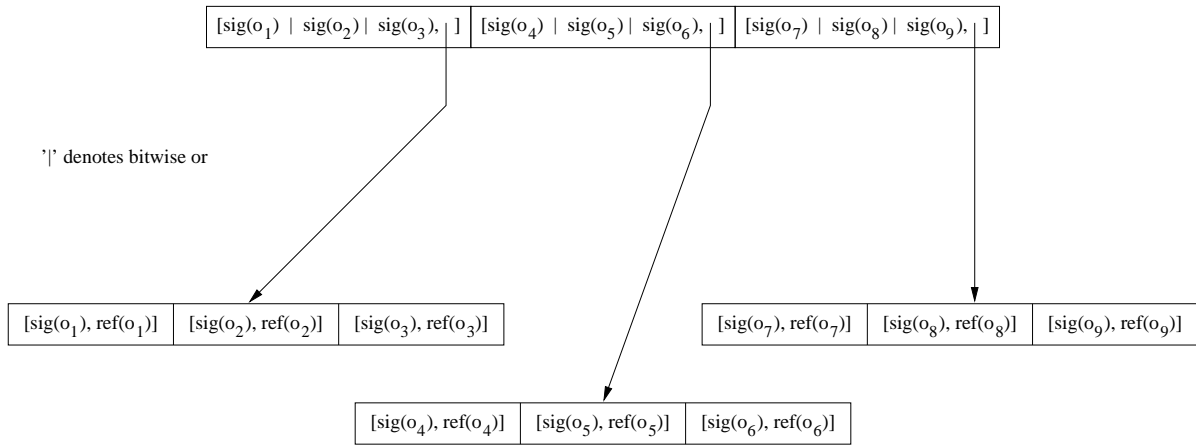 [sig(o₁) | sig(o₂) | sig(o₃), ] [sig(o₄) | sig(o₅) | sig(o₆), ] [sig(o₇) | sig(o₈) | sig(o₉), ]
’|’ denotes bitwise or
[sig(o₁), ref(o₁)] [sig(o₂), ref(o₂)] [sig(o₃), ref(o₃)] [sig(o₇), ref(o₇)] [sig(o₈), ref(o₈)] [sig(o₉), ref(o₉)]
[sig(o₄), ref(o₄)] [sig(o₅), ref(o₅)] [sig(o₆), ref(o₆)]